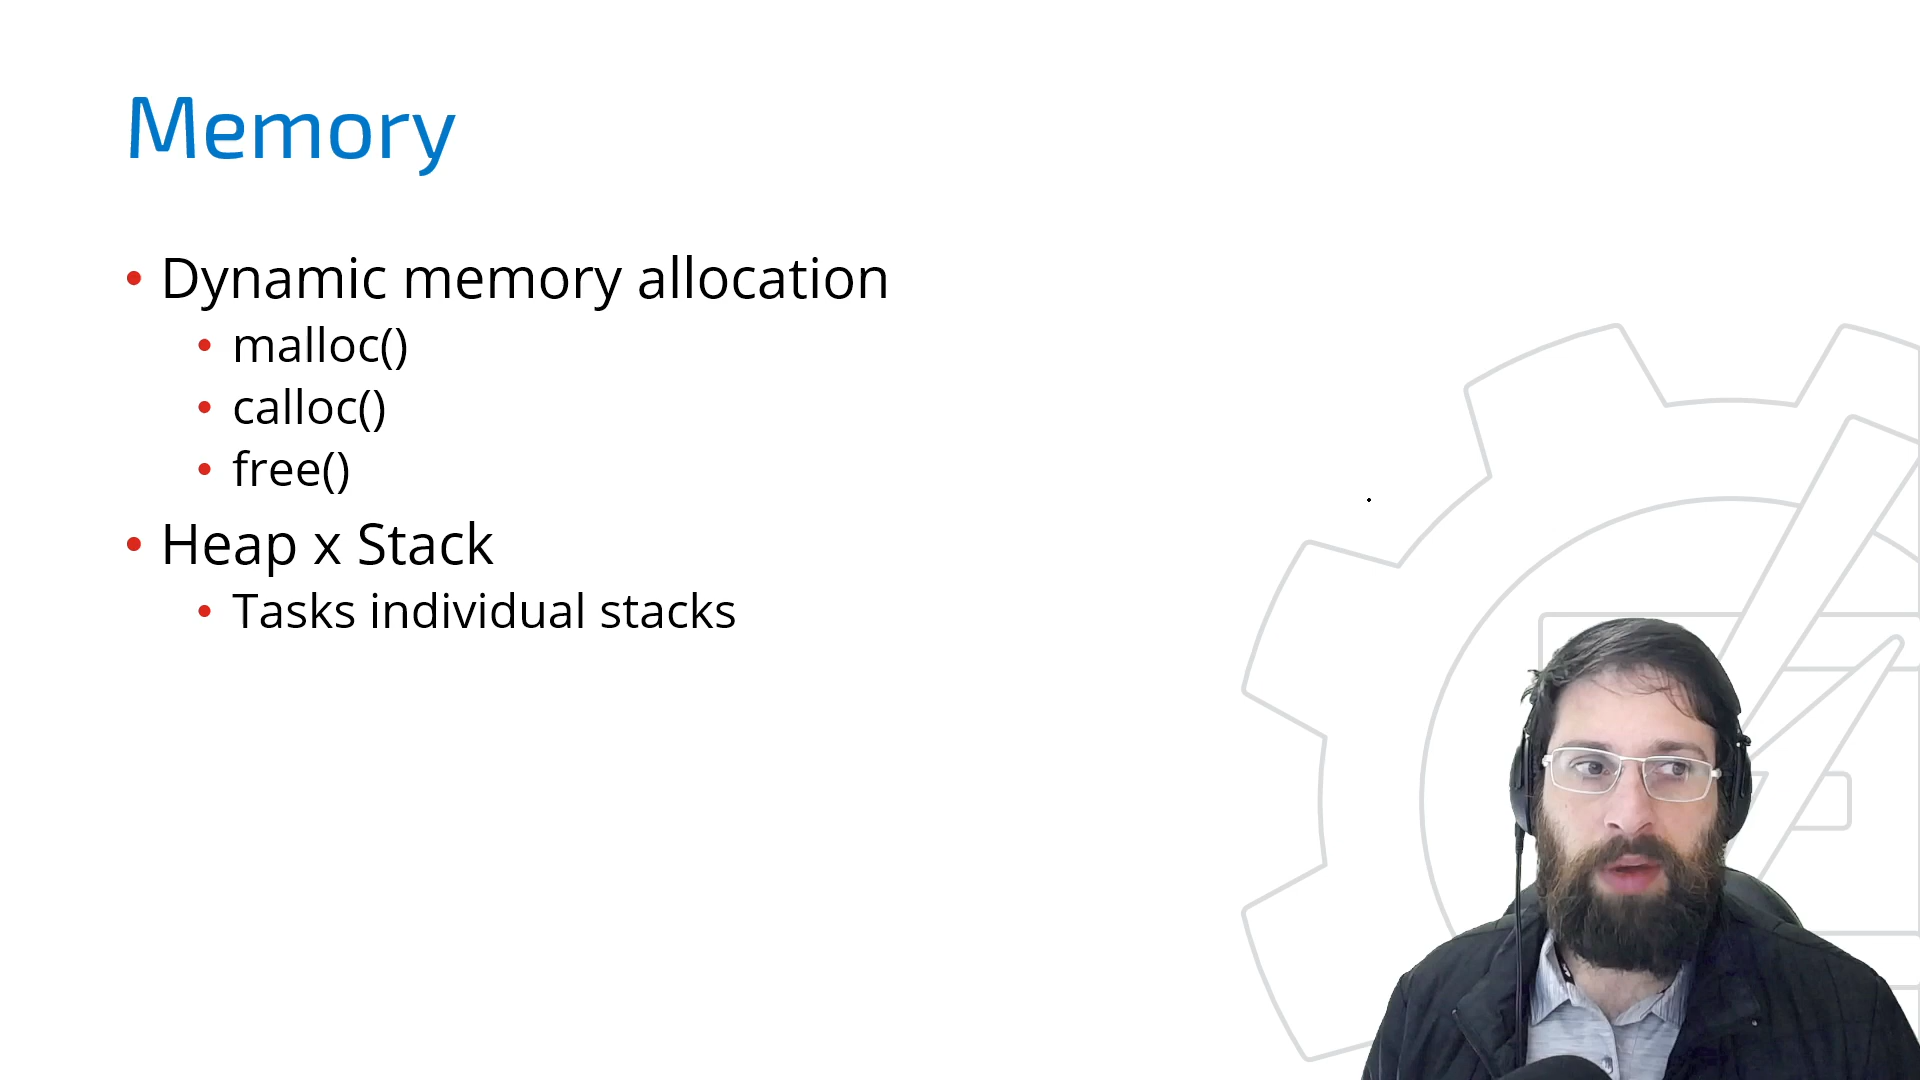 Memory
• Dynamic memory allocation
• malloc()
• calloc()
• free()
• Heap x Stack
• Tasks individual stacks